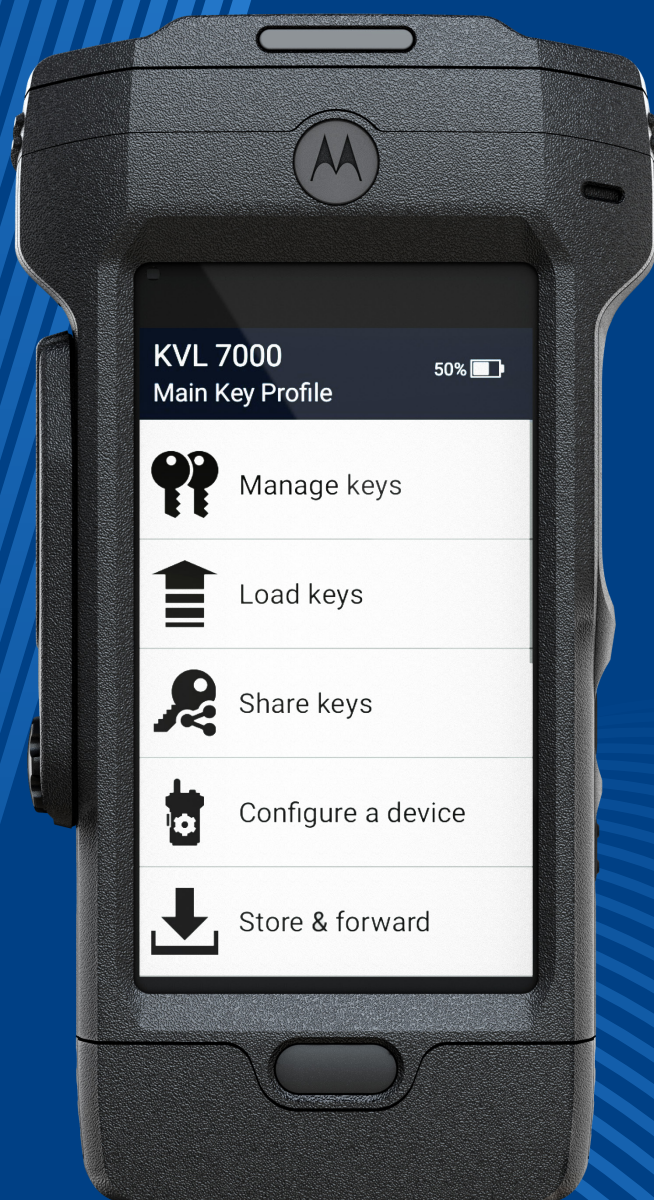 KVL 7000
50%
Main Key Profile
Manage keys
Load keys
Share keys
Configure a device
Store & forward